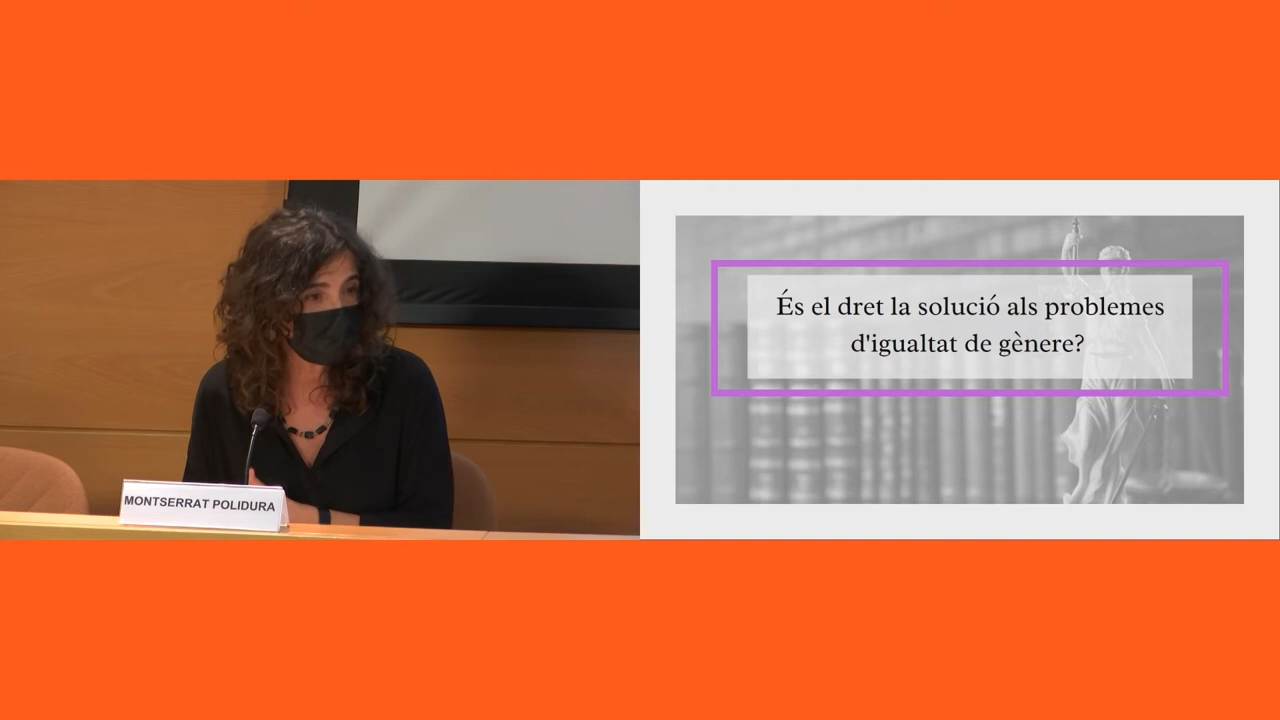 MONTSERRAT POLIDURA
És el dret la solució als problemes
d'igualtat de gènere?